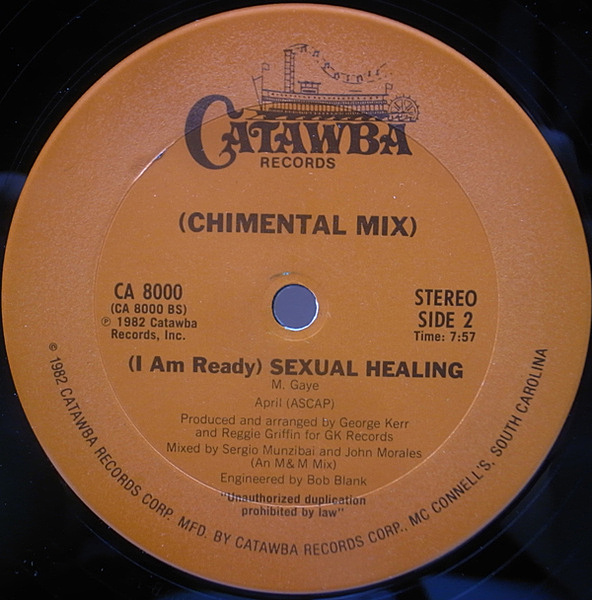 CATAWBA
RECORDS
(CHIMENTAL MIX)
CA 8000
(CA 8000 BS)
℗ 1982 Catawba
Records, Inc.
STEREO
SIDE 2
Time: 7:57
(I Am Ready) SEXUAL HEALING
M. Gaye
April (ASCAP)
Produced and arranged by George Kerr
and Reggie Griffin for GK Records
Mixed by Sergio Munzibai and John Morales
(An M&M Mix)
Engineered by Bob Blank
"Unauthorized duplication
prohibited by law"
© 1982 CATAWBA RECORDS CORP. MFD. BY CATAWBA RECORDS CORP., MC CONNELL'S, SOUTH CAROLINA